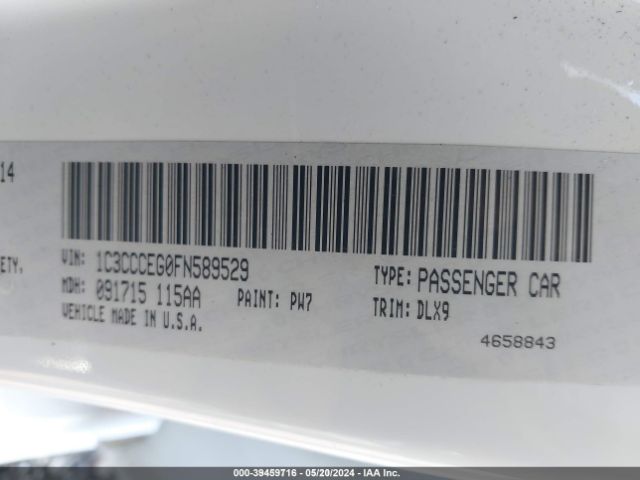 14
ETY.
VIN: 1C3CCCEG0FN589529
MDH: 091715 115AA
PAINT: PW7
VEHICLE MADE IN U.S.A.
TYPE: PASSENGER CAR
TRIM: DLX9
4658843
000-39459716 - 05/20/2024 - IAA Inc.